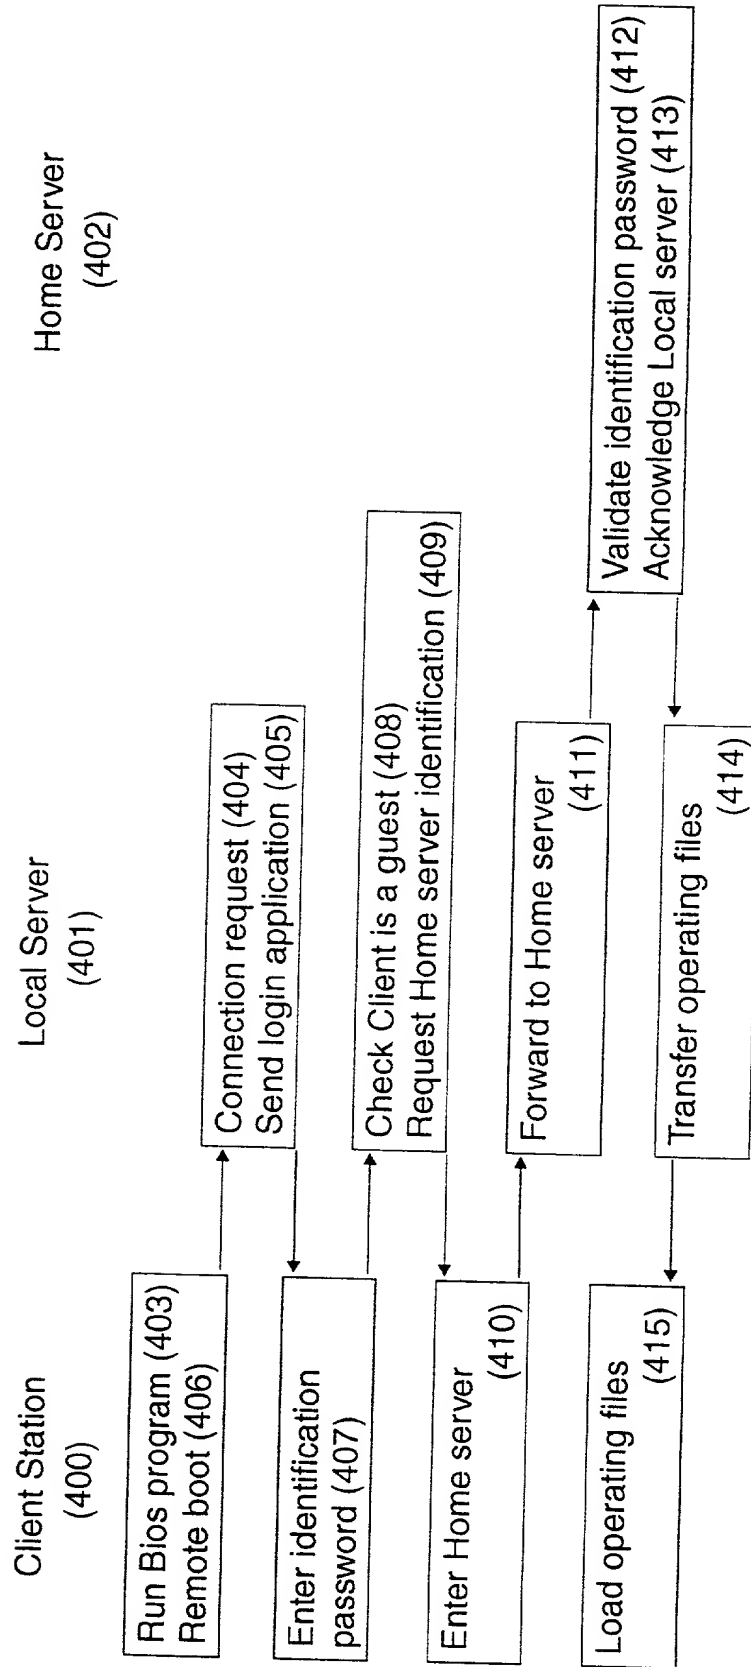 Client Station
(400)
Local Server
(401)
Home Server
(402)
Run Bios program (403)
Remote boot (406)
Connection request (404)
Send login application (405)
Enter identification
password (407)
Check Client is a guest (408)
Request Home server identification (409)
Enter Home server
(410)
Forward to Home server
(411)
Validate identification password (412)
Acknowledge Local server (413)
Transfer operating files
(414)
Load operating files
(415)